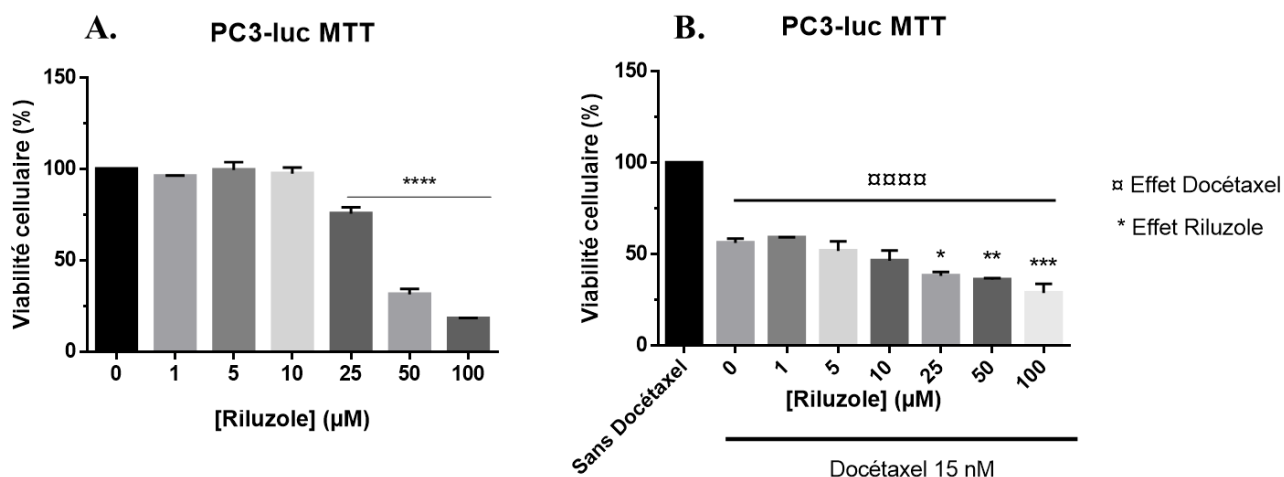 A.
PC3-luc MTT
Viabilité cellulaire (%)
150
100
50
0
****
0 1 5 10 25 50 100
[Riluzole] (µM)
B.
PC3-luc MTT
Viabilité cellulaire (%)
150
100
50
0
¤¤¤¤
* ** ***
Sans Docétaxel 0 1 5 10 25 50 100
[Riluzole] (µM)
Docétaxel 15 nM
¤ Effet Docétaxel
* Effet Riluzole